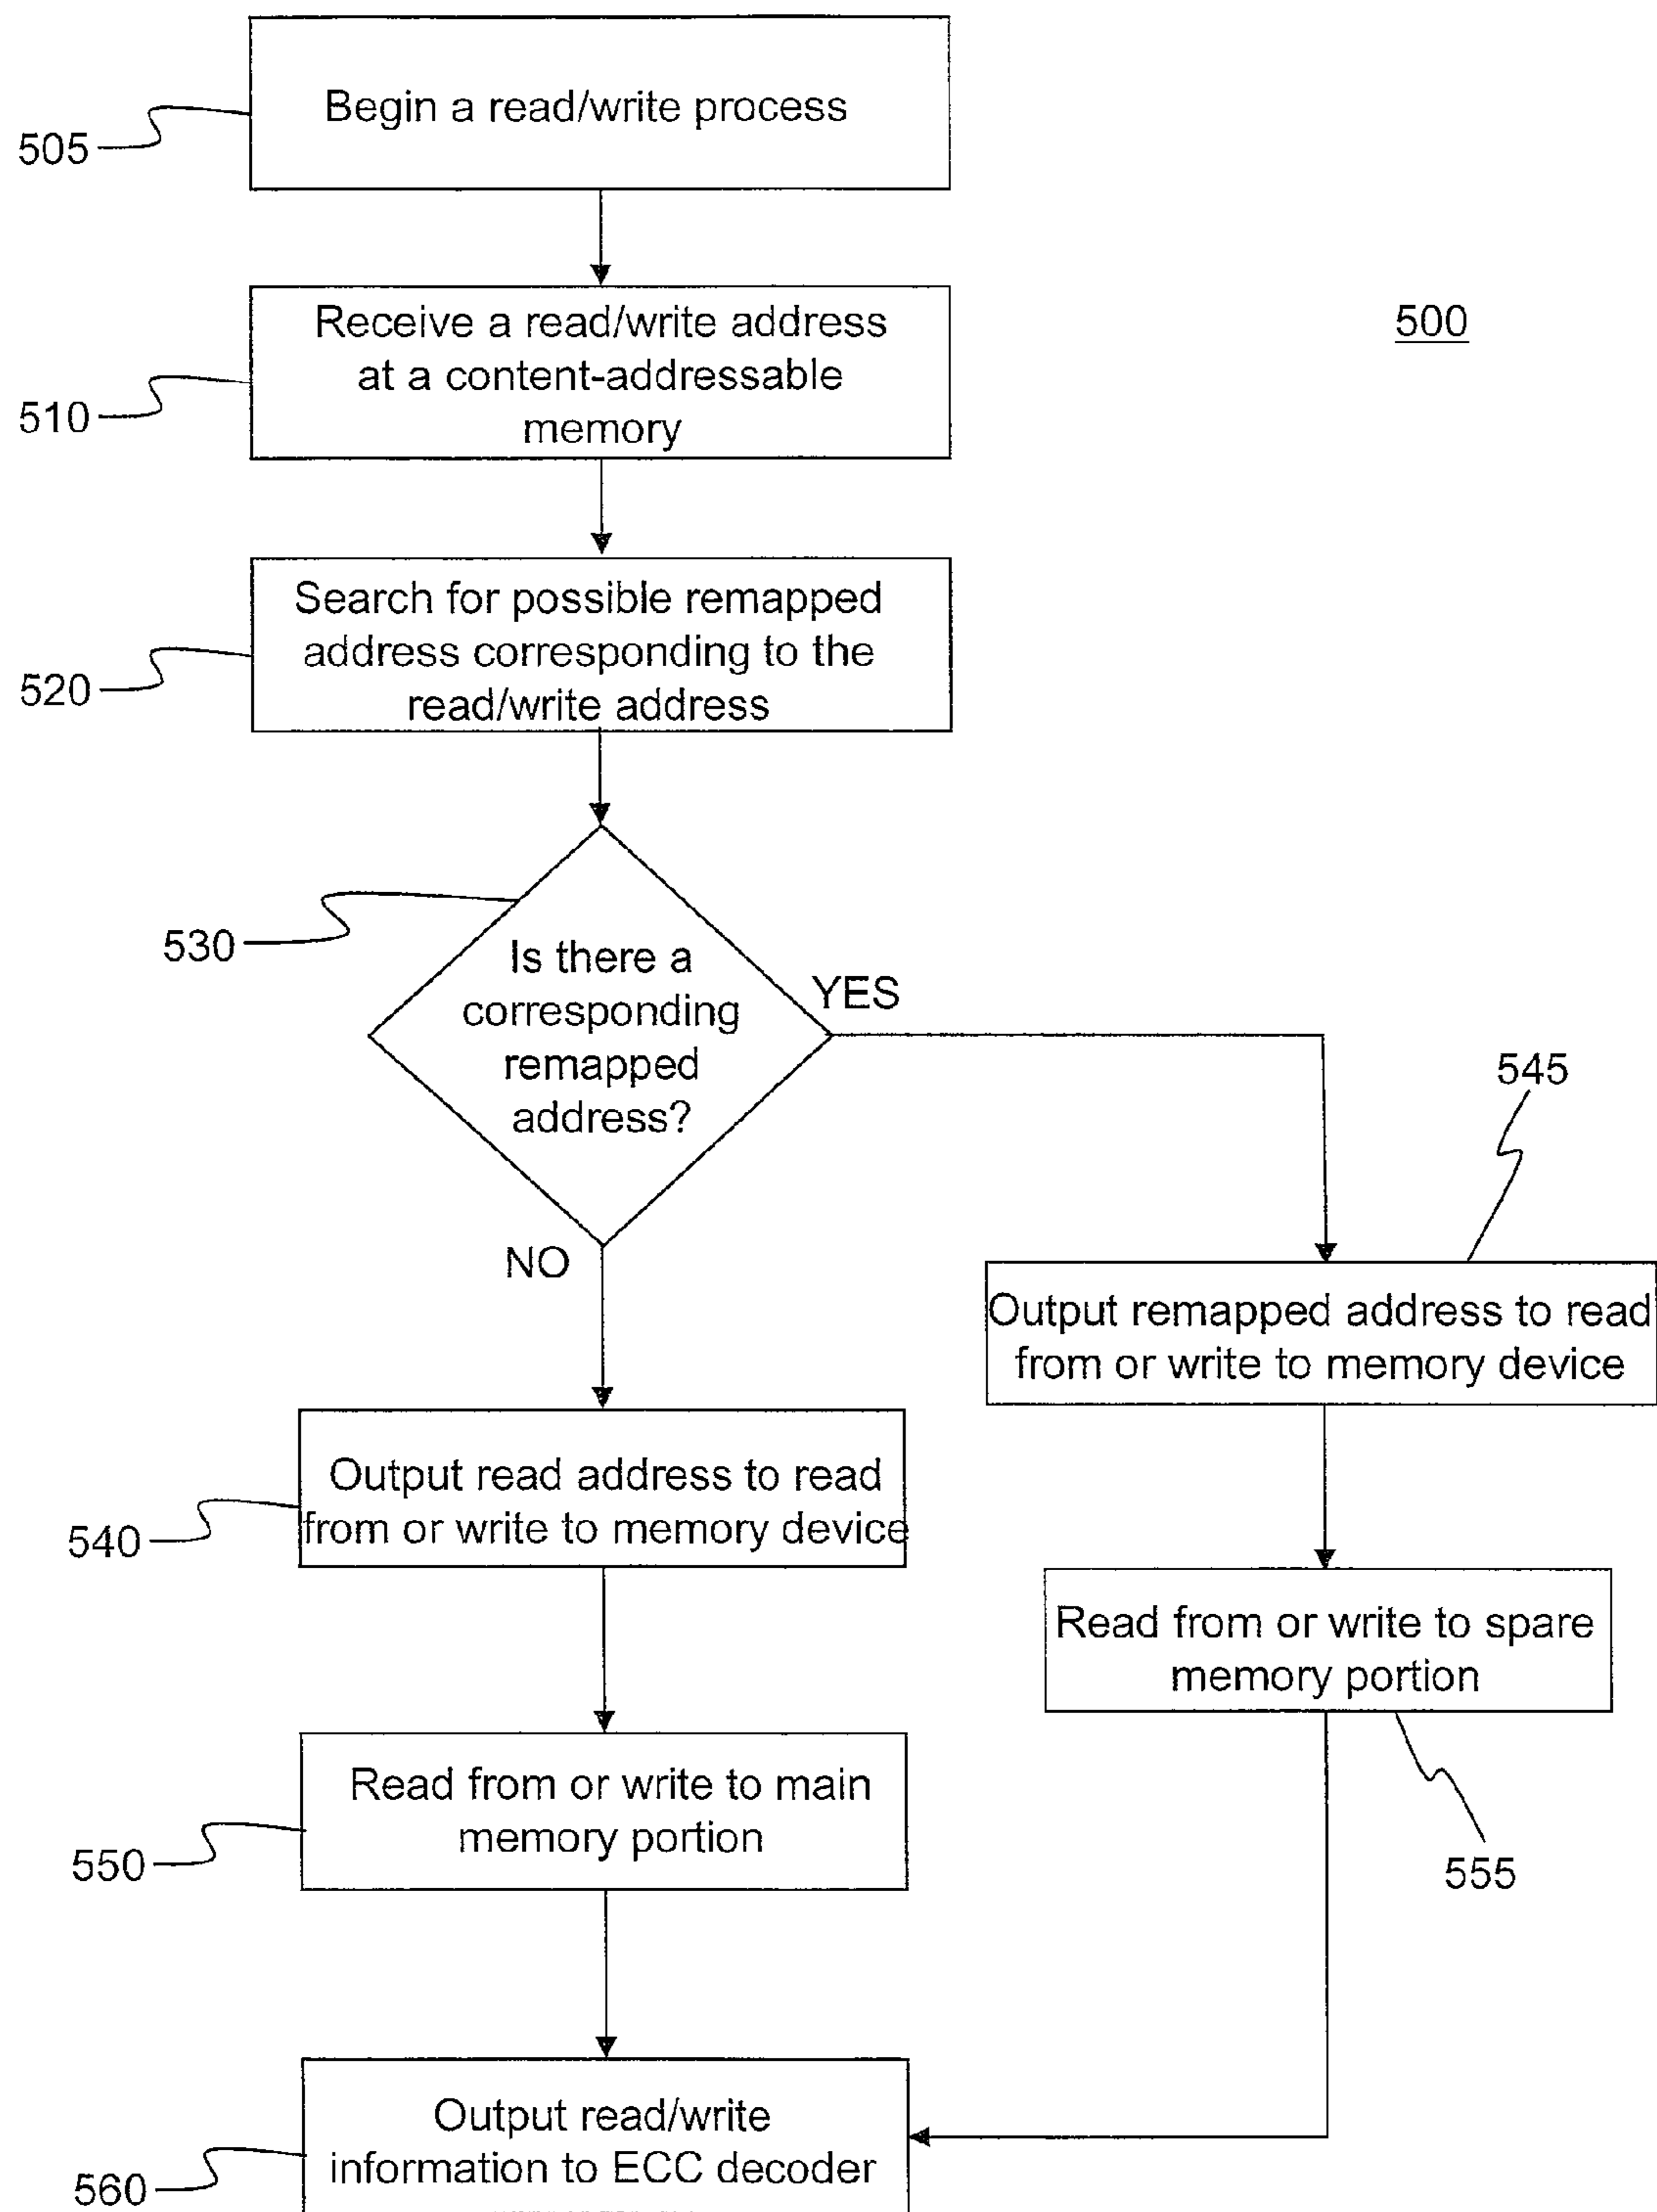 Begin a read/write process
505
500
Receive a read/write address
at a content-addressable
memory
510
Search for possible remapped
address corresponding to the
read/write address
520
530
Is there a
corresponding
remapped
address?
YES
NO
545
Output remapped address to read
from or write to memory device
Output read address to read
from or write to memory device
540
Read from or write to spare
memory portion
555
Read from or write to main
memory portion
550
Output read/write
information to ECC decoder
560